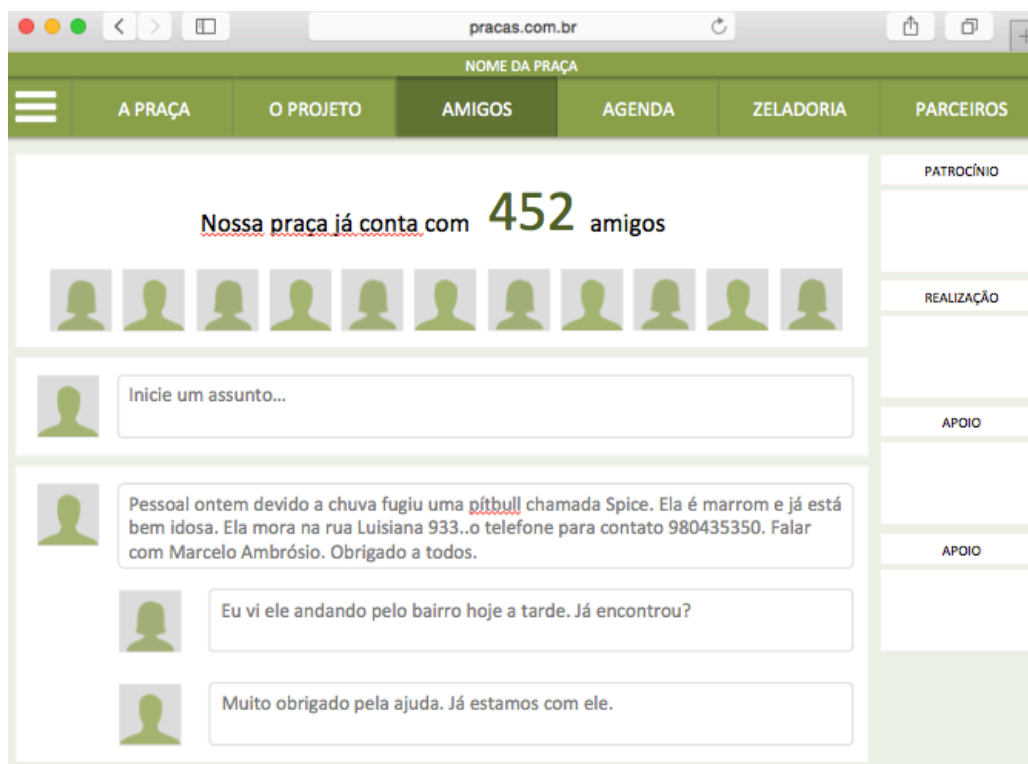 pracas.com.br
NOME DA PRAÇA
A PRAÇA
O PROJETO
AMIGOS
AGENDA
ZELADORIA
PARCEIROS
Nossa praça já conta com 452 amigos
Inicie um assunto...
Pessoal ontem devido a chuva fugiu uma pítbull chamada Spice. Ela é marrom e já está
bem idosa. Ela mora na rua Luisiana 933..o telefone para contato 980435350. Falar
com Marcelo Ambrósio. Obrigado a todos.
Eu vi ele andando pelo bairro hoje a tarde. Já encontrou?
Muito obrigado pela ajuda. Já estamos com ele.
PATROCÍNIO
REALIZAÇÃO
APOIO
APOIO